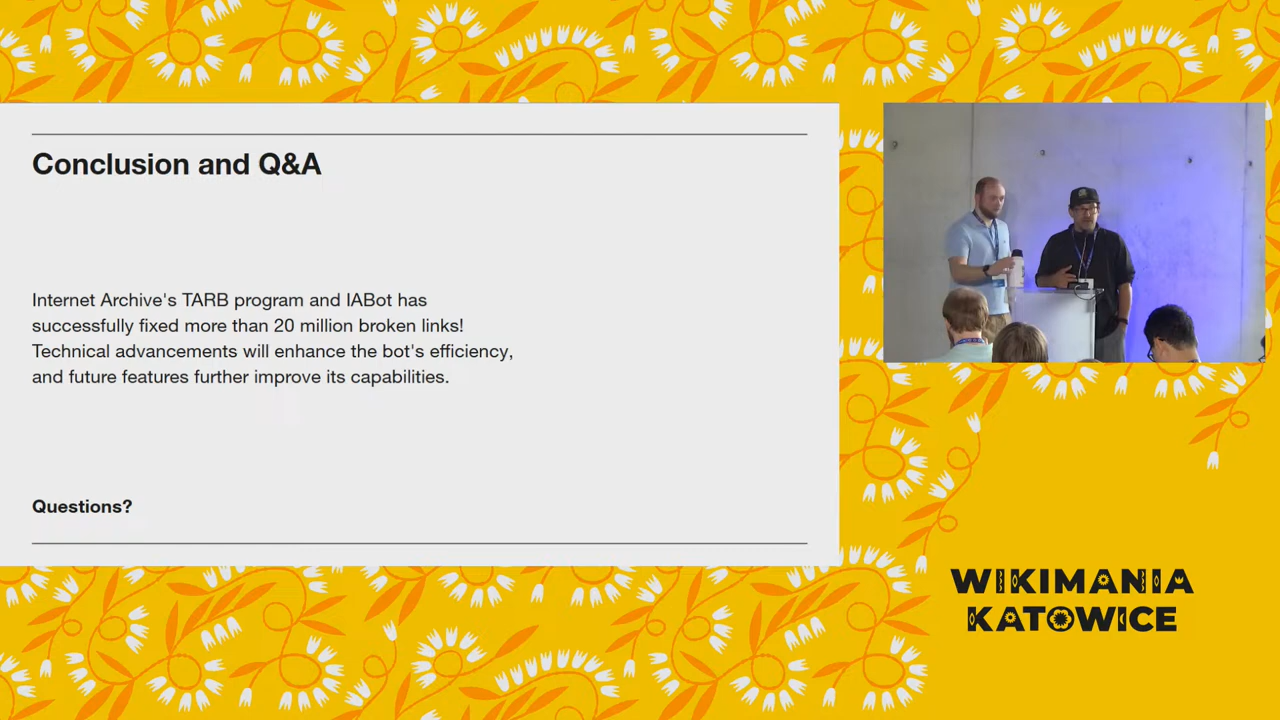 Conclusion and Q&A
Internet Archive's TARB program and IABot has
successfully fixed more than 20 million broken links!
Technical advancements will enhance the bot's efficiency,
and future features further improve its capabilities.
Questions?
WIKIMANIA
KATOWICE